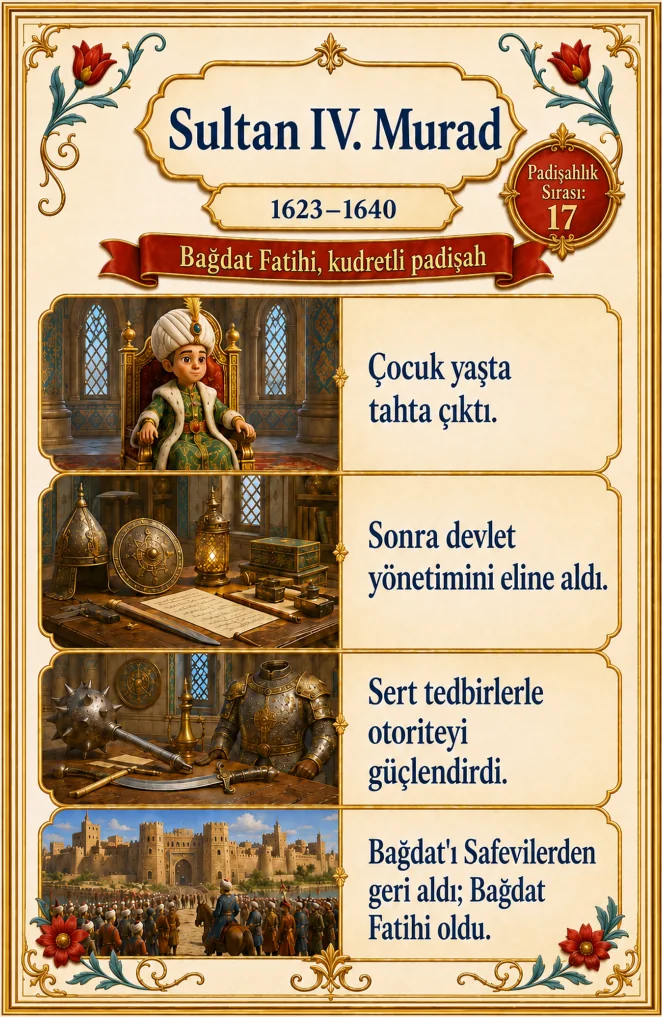 Sultan IV. Murad
1623–1640
Padişahlık
Sırası:
17
Bağdat Fatihi, kudretli padişah
Çocuk yaşta
tahta çıktı.
Sonra devlet
yönetimini eline aldı.
Sert tedbirlerle
otoriteyi
güçlendirdi.
Bağdat'ı Safevilerden
geri aldı; Bağdat
Fatihi oldu.